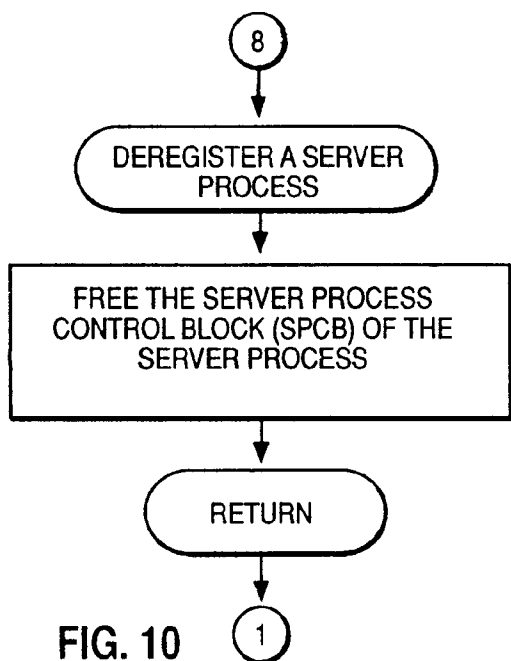 8
DEREGISTER A SERVER
PROCESS
FREE THE SERVER PROCESS
CONTROL BLOCK (SPCB) OF THE
SERVER PROCESS
RETURN
FIG. 10
1